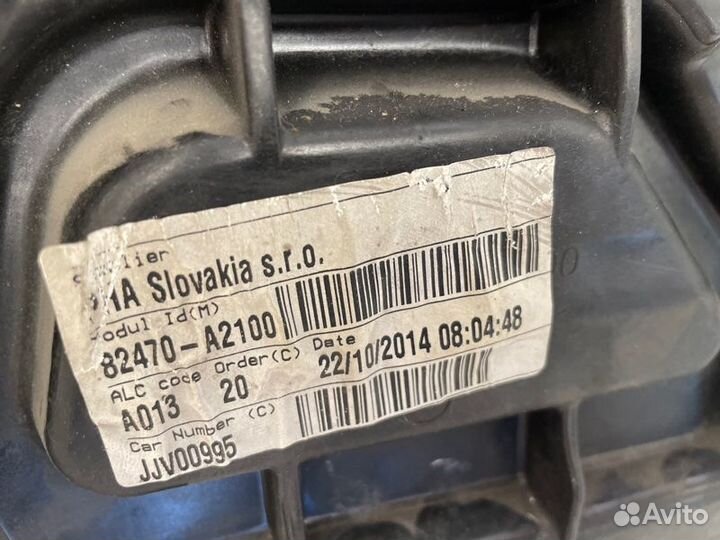 Slovakia s.r.o.
Modul Id(M)
82470-A2100
ALC code Order(C) Date
A013 20 22/10/2014 08:04:48
Car Number (C)
JJV00995
Avito